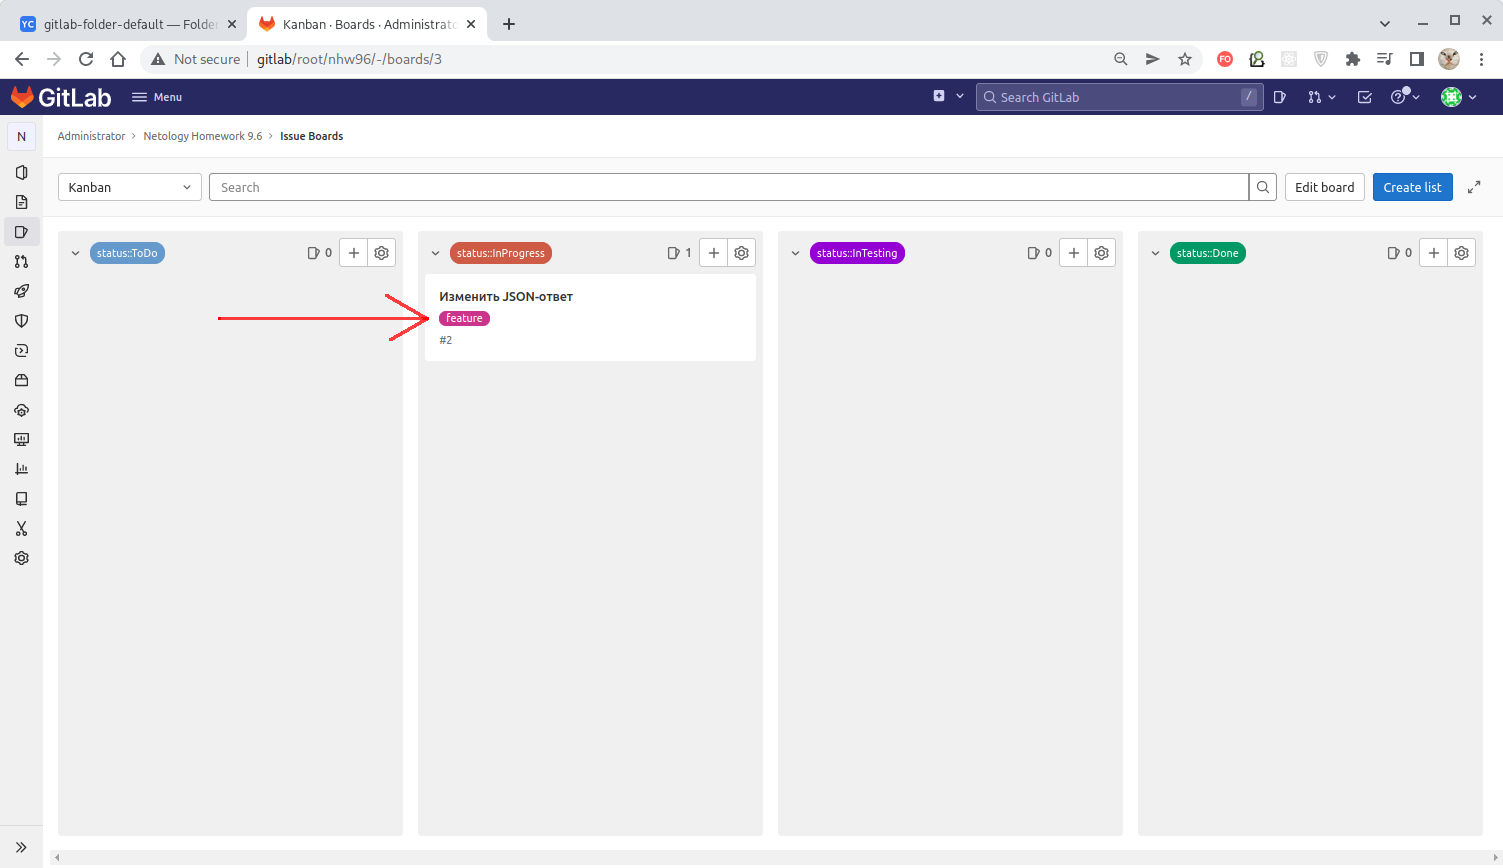 YC gitlab-folder-default — Folder
Kanban · Boards · Administrato
Not secure gitlab/root/nhw96/-/boards/3
FO
GitLab Menu Search GitLab /
N Administrator › Netology Homework 9.6 › Issue Boards
Kanban Search Edit board Create list
status::ToDo 0
status::InProgress 1
status::InTesting 0
status::Done 0
Изменить JSON-ответ
feature
#2